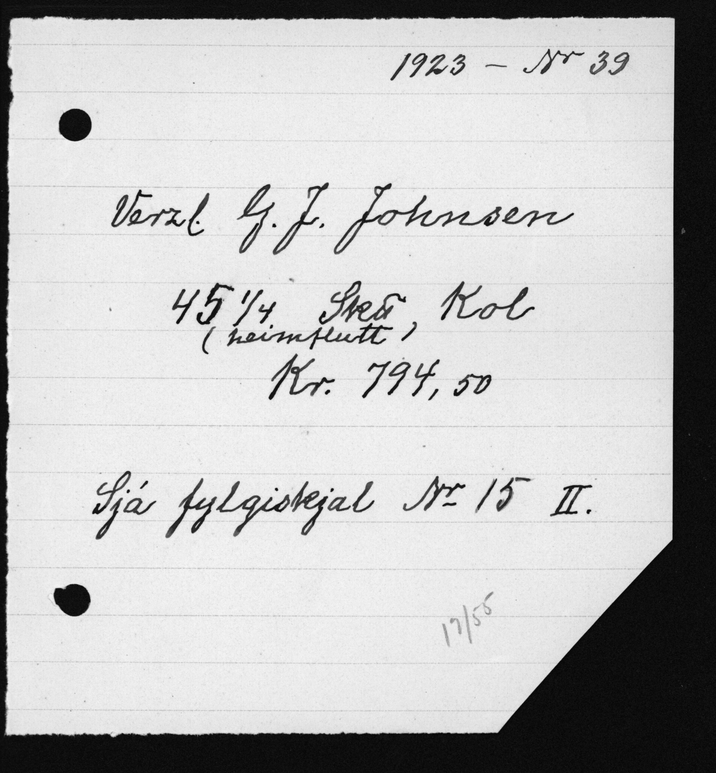 1923 – Nr 39
Verzl. G. J. Johnsen
45 1/4 Skū, Kol
(heimflutt)
Kr. 794,50
Sjá fylgiskjal Nr 15 II.
17/55